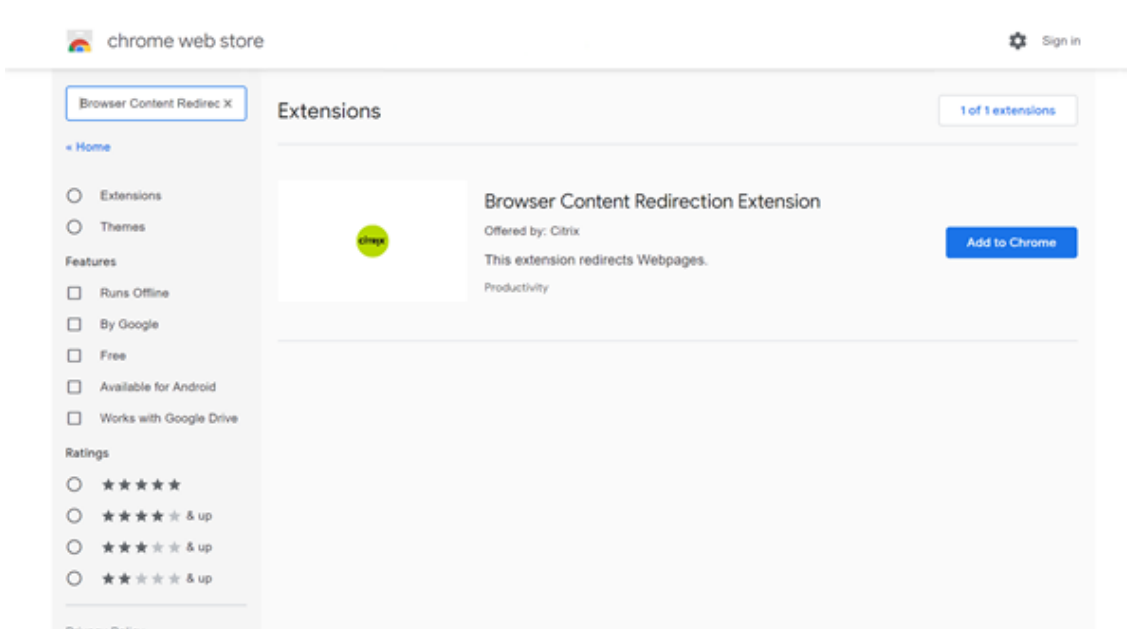 chrome web store
Sign in
Browser Content Redirec X
« Home
Extensions
Themes
Features
Runs Offline
By Google
Free
Available for Android
Works with Google Drive
Ratings
& up
& up
& up
Extensions
1 of 1 extensions
citrix
Browser Content Redirection Extension
Offered by: Citrix
This extension redirects Webpages.
Productivity
Add to Chrome